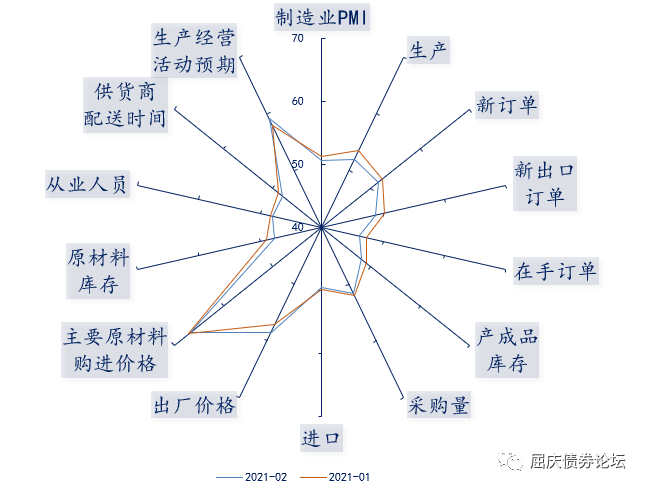 制造业PMI
70
60
50
40
生产
新订单
新出口
订单
在手订单
产成品
库存
采购量
进口
出厂价格
主要原材料
购进价格
原材料
库存
从业人员
供货商
配送时间
生产经营
活动预期
2021-02
2021-01
屈庆债券论坛